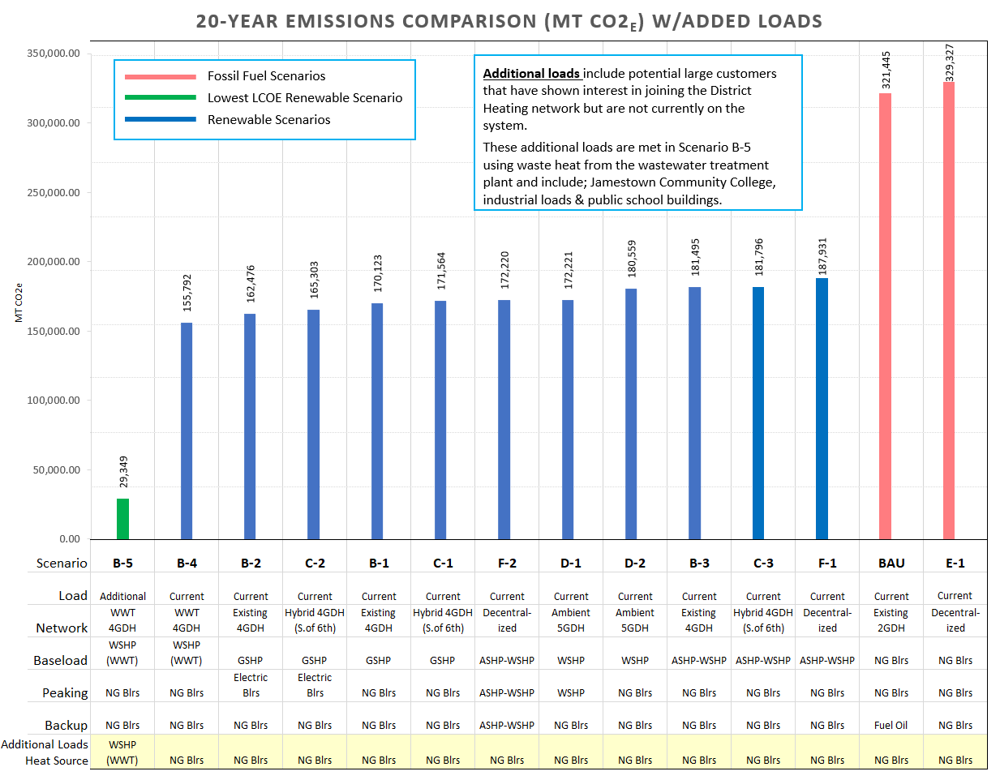 20-YEAR EMISSIONS COMPARISON (MT CO2E) W/ADDED LOADS
350,000.00
300,000.00
250,000.00
200,000.00
150,000.00
100,000.00
50,000.00
0.00
MT CO2e
Fossil Fuel Scenarios
Lowest LCOE Renewable Scenario
Renewable Scenarios
Additional loads include potential large customers
that have shown interest in joining the District
Heating network but are not currently on the
system.
These additional loads are met in Scenario B-5
using waste heat from the wastewater treatment
plant and include; Jamestown Community College,
industrial loads & public school buildings.
29,349
155,792
162,476
165,303
170,123
171,564
172,220
172,221
180,559
181,495
181,796
187,931
321,445
329,327
Scenario B-5 B-4 B-2 C-2 B-1 C-1 F-2 D-1 D-2 B-3 C-3 F-1 BAU E-1
Load Additional Current Current Current Current Current Current Current Current Current Current Current Current Current
WWT WWT Existing Hybrid 4GDH Existing Hybrid 4GDH Decentral- Ambient Ambient Existing Hybrid 4GDH Decentral- Existing Decentral-
Network 4GDH 4GDH 4GDH (S.of 6th) 4GDH (S.of 6th) ized 5GDH 5GDH 4GDH (S.of 6th) ized 2GDH ized
WSHP WSHP
Baseload (WWT) (WWT) GSHP GSHP GSHP GSHP ASHP-WSHP WSHP WSHP ASHP-WSHP ASHP-WSHP ASHP-WSHP NG Blrs NG Blrs
Electric Electric
Peaking NG Blrs NG Blrs Blrs Blrs NG Blrs NG Blrs ASHP-WSHP WSHP NG Blrs NG Blrs NG Blrs NG Blrs NG Blrs NG Blrs
Backup NG Blrs NG Blrs NG Blrs NG Blrs NG Blrs NG Blrs ASHP-WSHP NG Blrs NG Blrs NG Blrs NG Blrs NG Blrs Fuel Oil NG Blrs
Additional Loads WSHP
Heat Source (WWT) NG Blrs NG Blrs NG Blrs NG Blrs NG Blrs NG Blrs NG Blrs NG Blrs NG Blrs NG Blrs NG Blrs NG Blrs NG Blrs